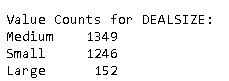 Value Counts for DEALSIZE:
Medium    1349
Small     1246
Large      152